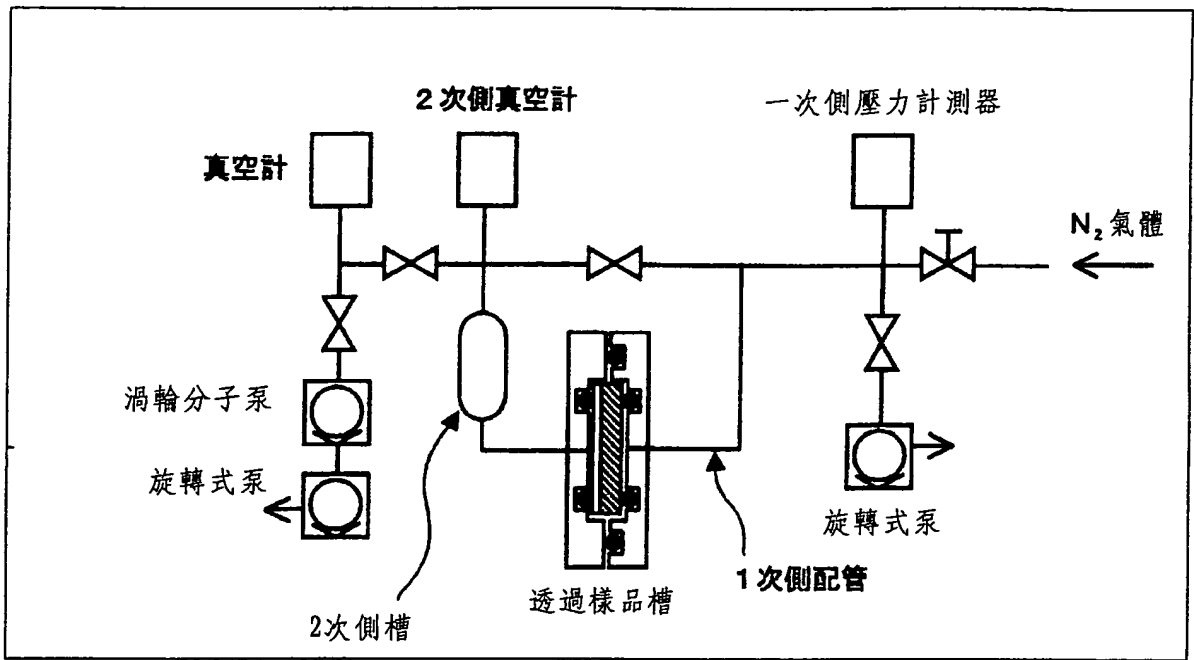 2次側真空計
一次側壓力計測器
真空計
N₂氣體
渦輪分子泵
旋轉式泵
旋轉式泵
1次側配管
透過樣品槽
2次側槽